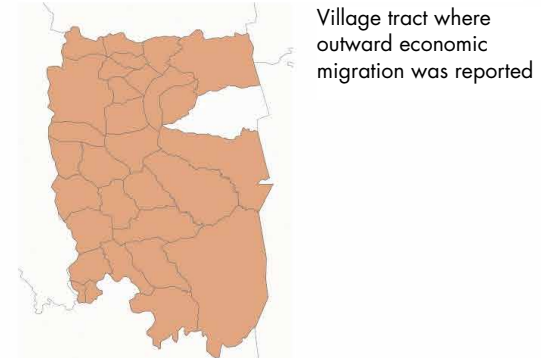 Village tract where
outward economic
migration was reported